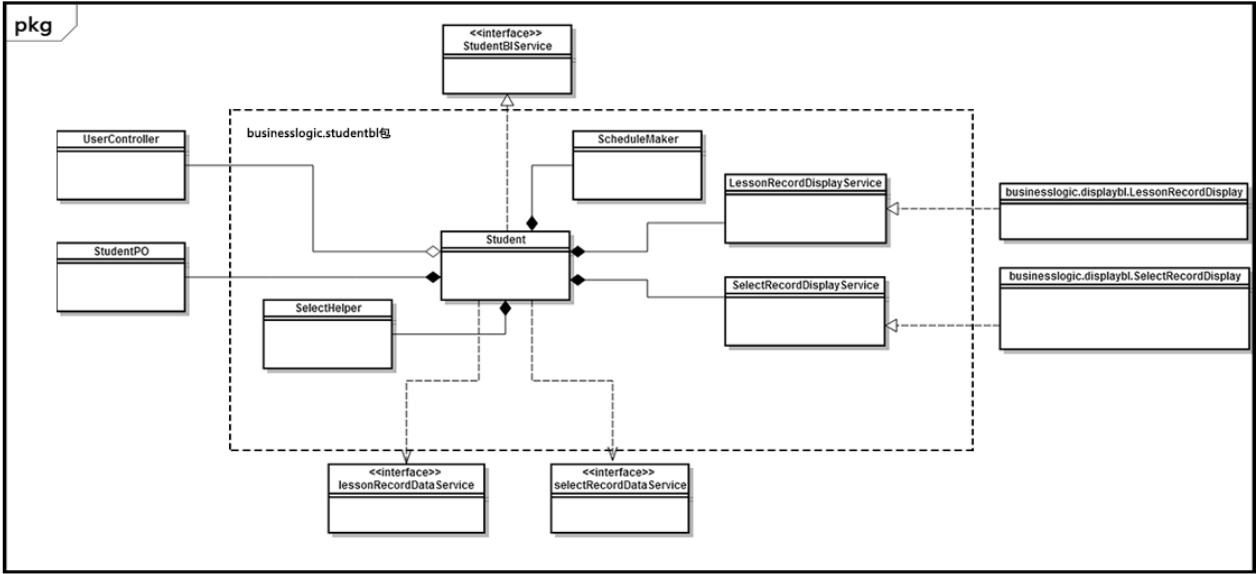 pkg
<<interface>>
StudentBlService
businesslogic.studentbl包
UserController
ScheduleMaker
LessonRecordDisplayService
businesslogic.displaybl.LessonRecordDisplay
Student
StudentPO
SelectRecordDisplayService
businesslogic.displaybl.SelectRecordDisplay
SelectHelper
<<interface>>
lessonRecordDataService
<<interface>>
selectRecordDataService